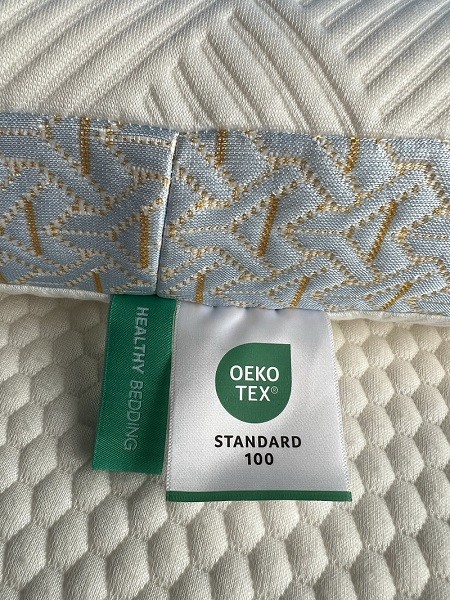 HEALTHY BEDDING
OEKO
TEX®
STANDARD
100